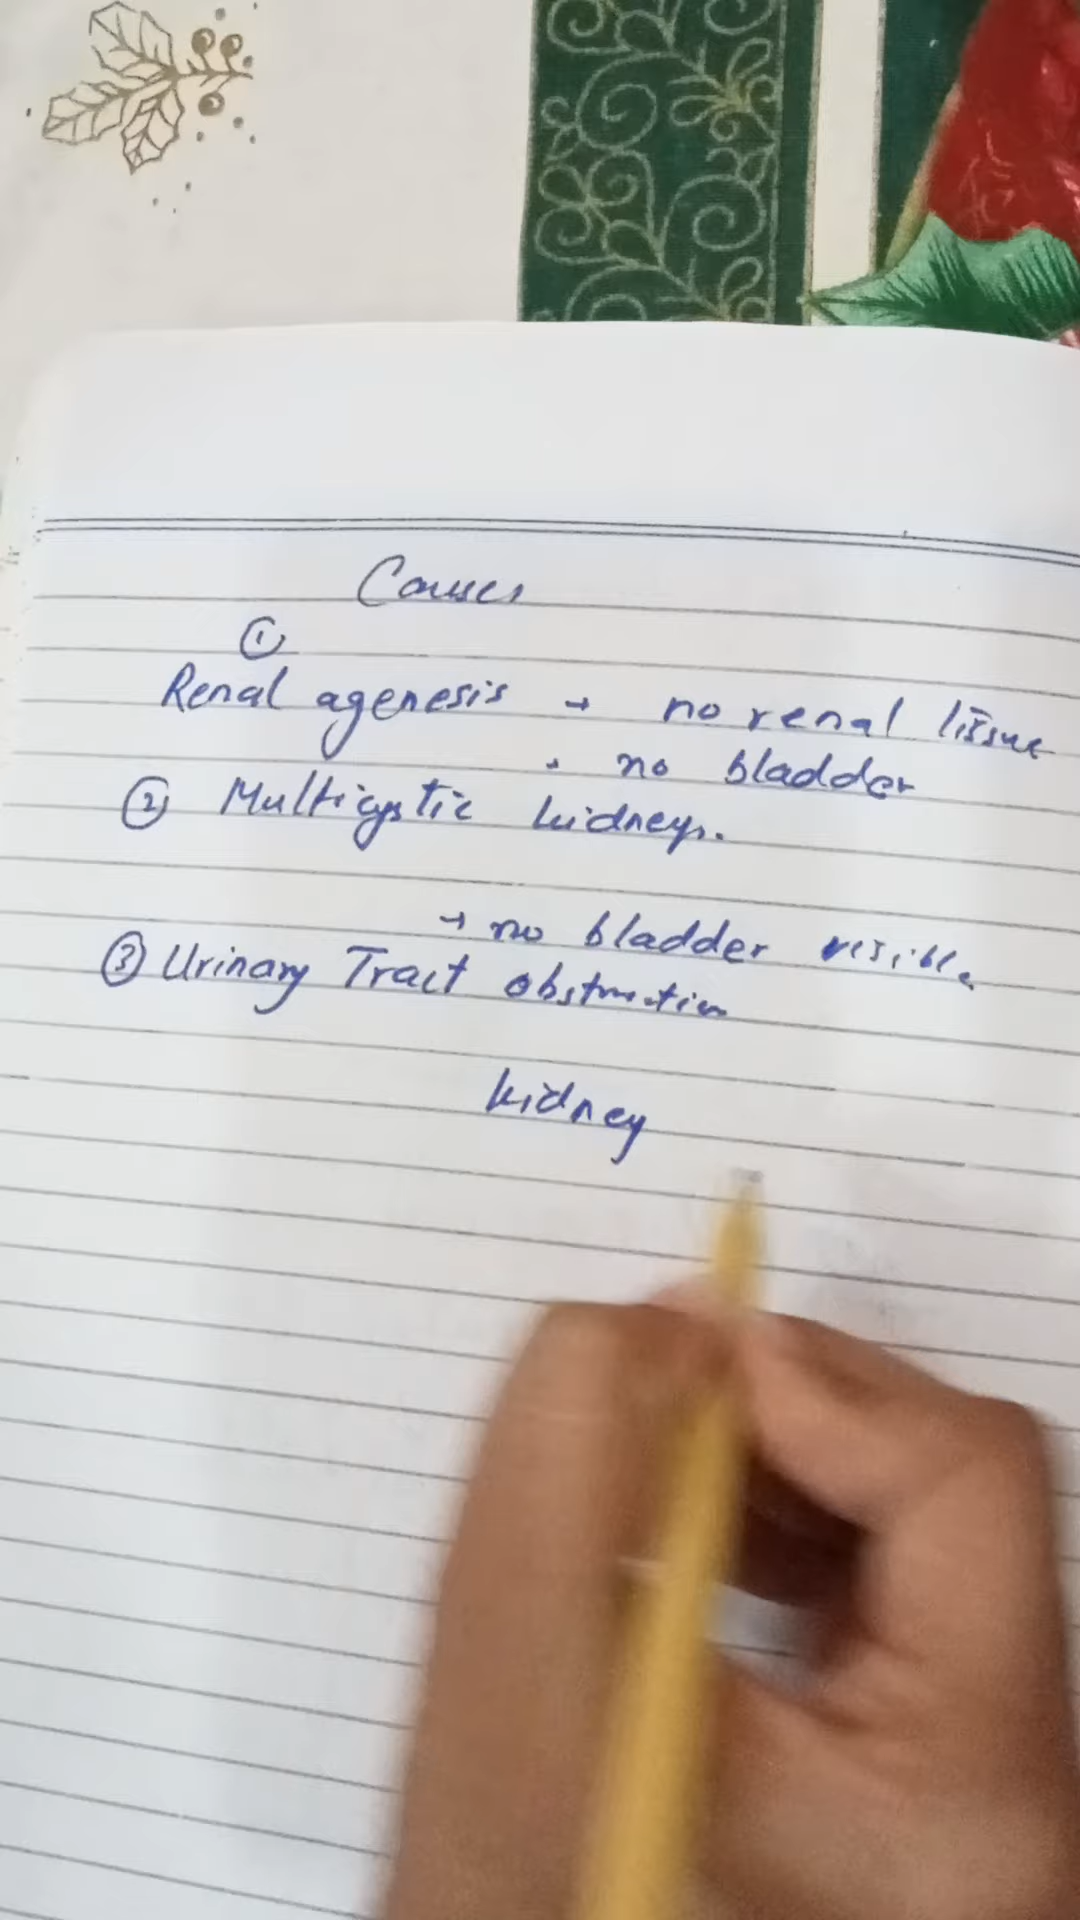 Causes
①
Renal agenesis → no renal tissue
• no bladder
② Multicystic kidneys.
→ no bladder visible
③ Urinary Tract obstruction
kidney